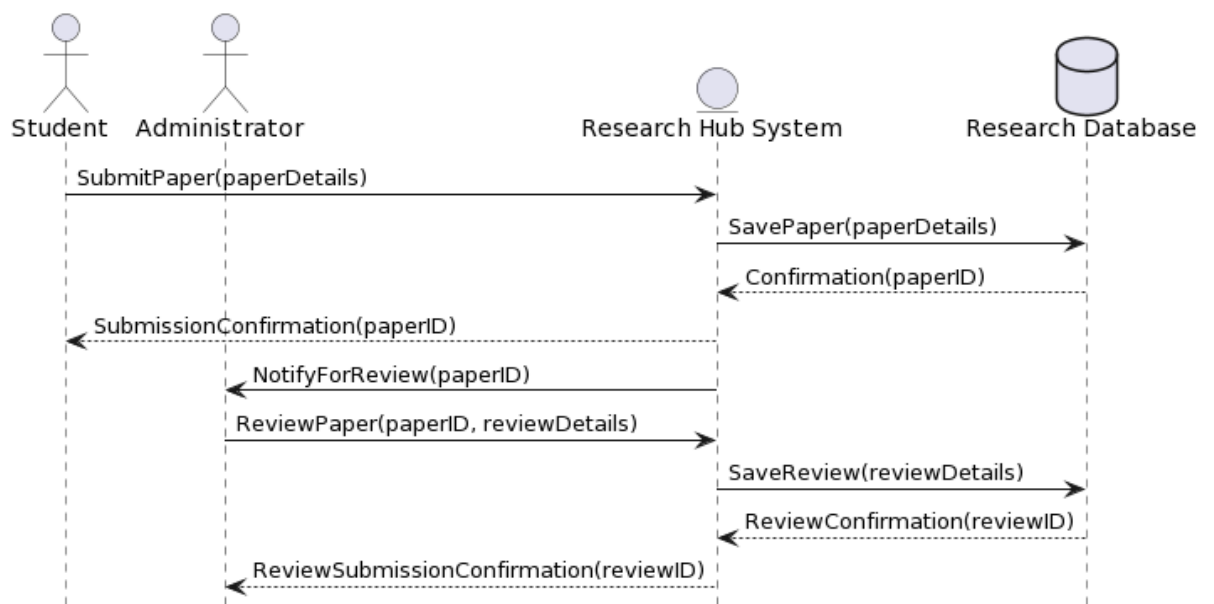 Student
Administrator
Research Hub System
Research Database
SubmitPaper(paperDetails)
SavePaper(paperDetails)
Confirmation(paperID)
SubmissionConfirmation(paperID)
NotifyForReview(paperID)
ReviewPaper(paperID, reviewDetails)
SaveReview(reviewDetails)
ReviewConfirmation(reviewID)
ReviewSubmissionConfirmation(reviewID)